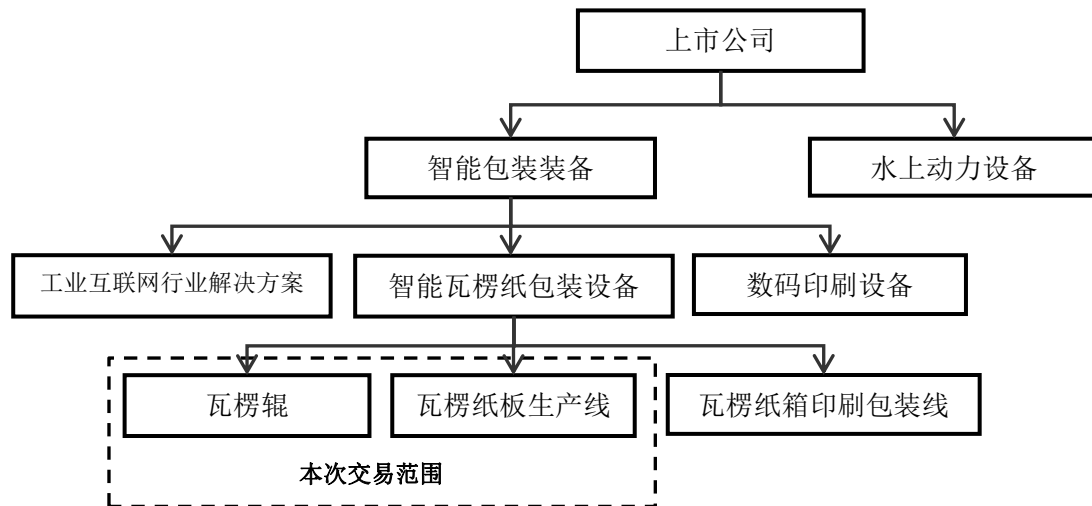 上市公司
智能包装装备
水上动力设备
工业互联网行业解决方案
智能瓦楞纸包装设备
数码印刷设备
瓦楞辊
瓦楞纸板生产线
瓦楞纸箱印刷包装线
本次交易范围